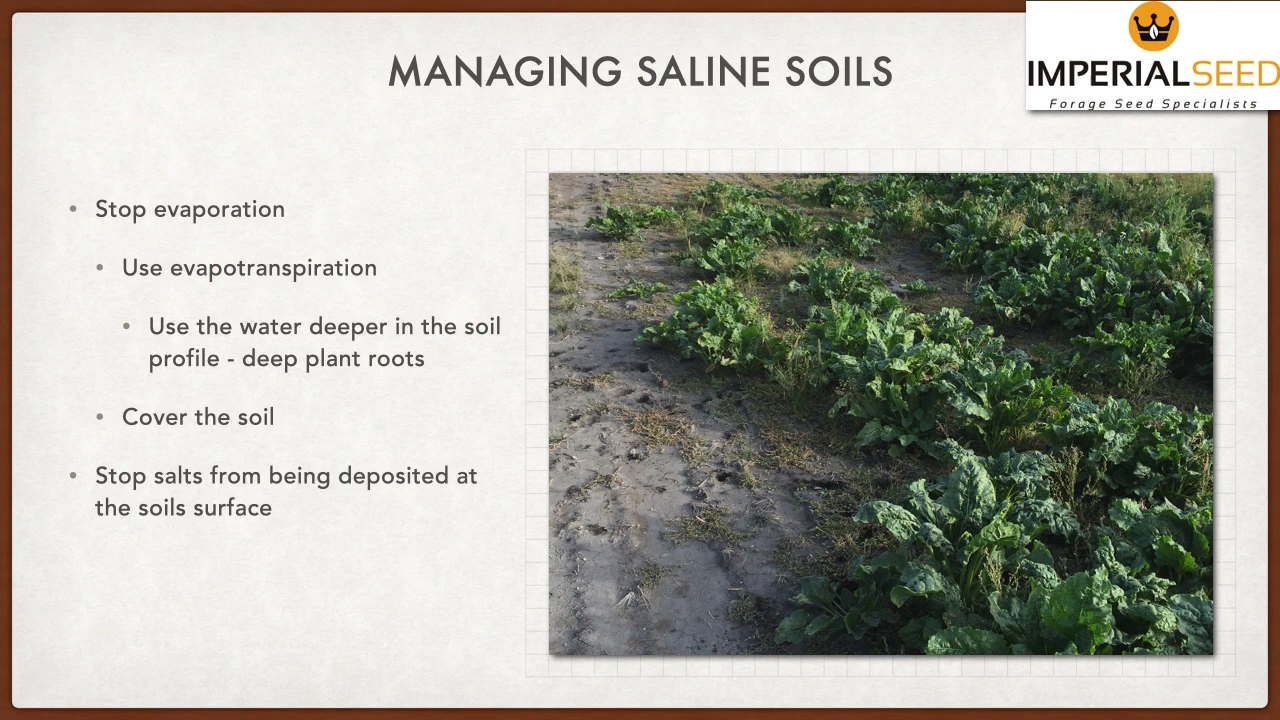 MANAGING SALINE SOILS
IMPERIALSEED
Forage Seed Specialists
• Stop evaporation
• Use evapotranspiration
• Use the water deeper in the soil
profile - deep plant roots
• Cover the soil
• Stop salts from being deposited at
the soils surface